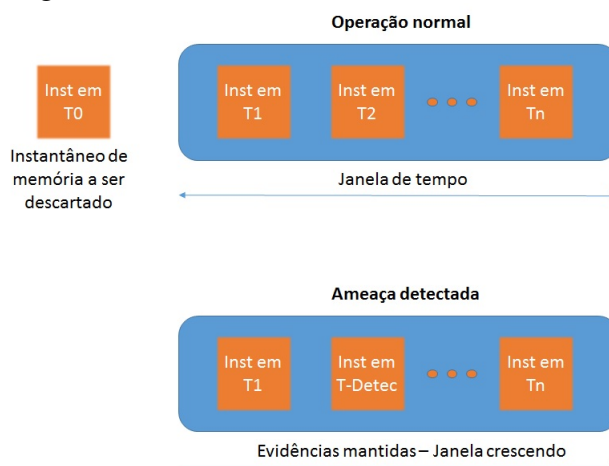 Operação normal
Inst em
T0
Inst em
T1
Inst em
T2
Inst em
Tn
Instantâneo de
memória a ser
descartado
Janela de tempo
Ameaça detectada
Inst em
T1
Inst em
T-Detec
Inst em
Tn
Evidências mantidas – Janela crescendo